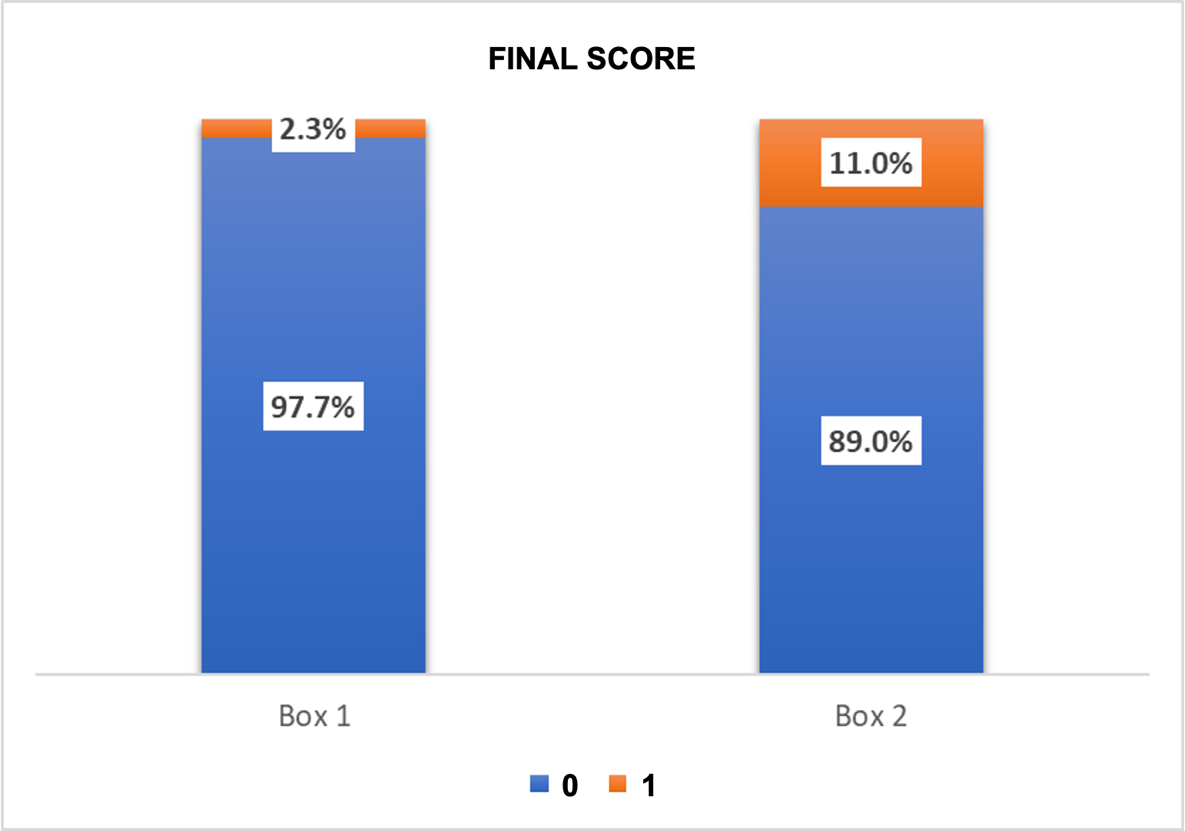 FINAL SCORE
2.3%
11.0%
97.7%
89.0%
Box 1
Box 2
0
1